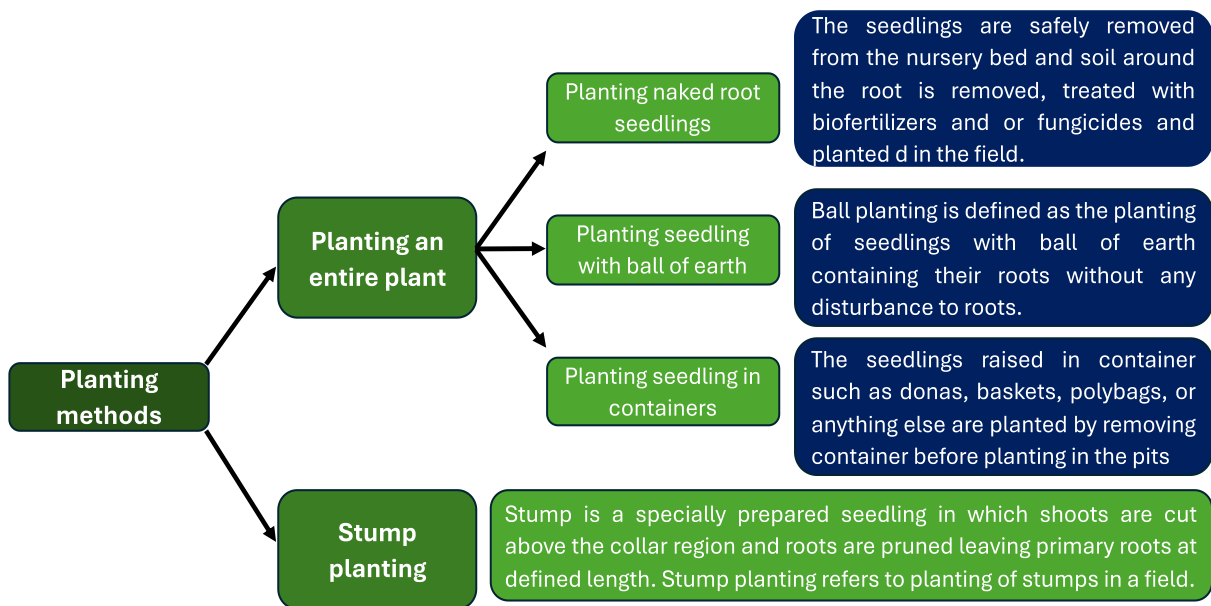 Planting
methods
Planting an
entire plant
Planting naked root
seedlings
The seedlings are safely removed
from the nursery bed and soil around
the root is removed, treated with
biofertilizers and or fungicides and
planted d in the field.
Planting seedling
with ball of earth
Ball planting is defined as the planting
of seedlings with ball of earth
containing their roots without any
disturbance to roots.
Planting seedling in
containers
The seedlings raised in container
such as donas, baskets, polybags, or
anything else are planted by removing
container before planting in the pits
Stump
planting
Stump is a specially prepared seedling in which shoots are cut
above the collar region and roots are pruned leaving primary roots at
defined length. Stump planting refers to planting of stumps in a field.